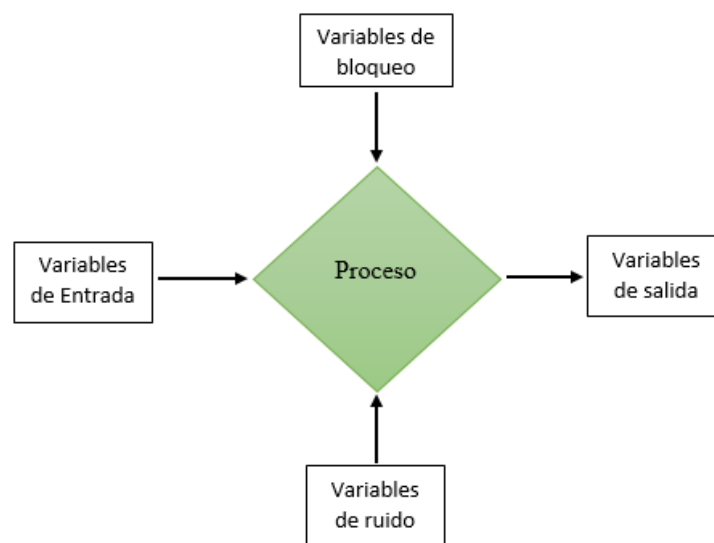 Variables de
bloqueo
Variables
de Entrada
Proceso
Variables
de salida
Variables
de ruido